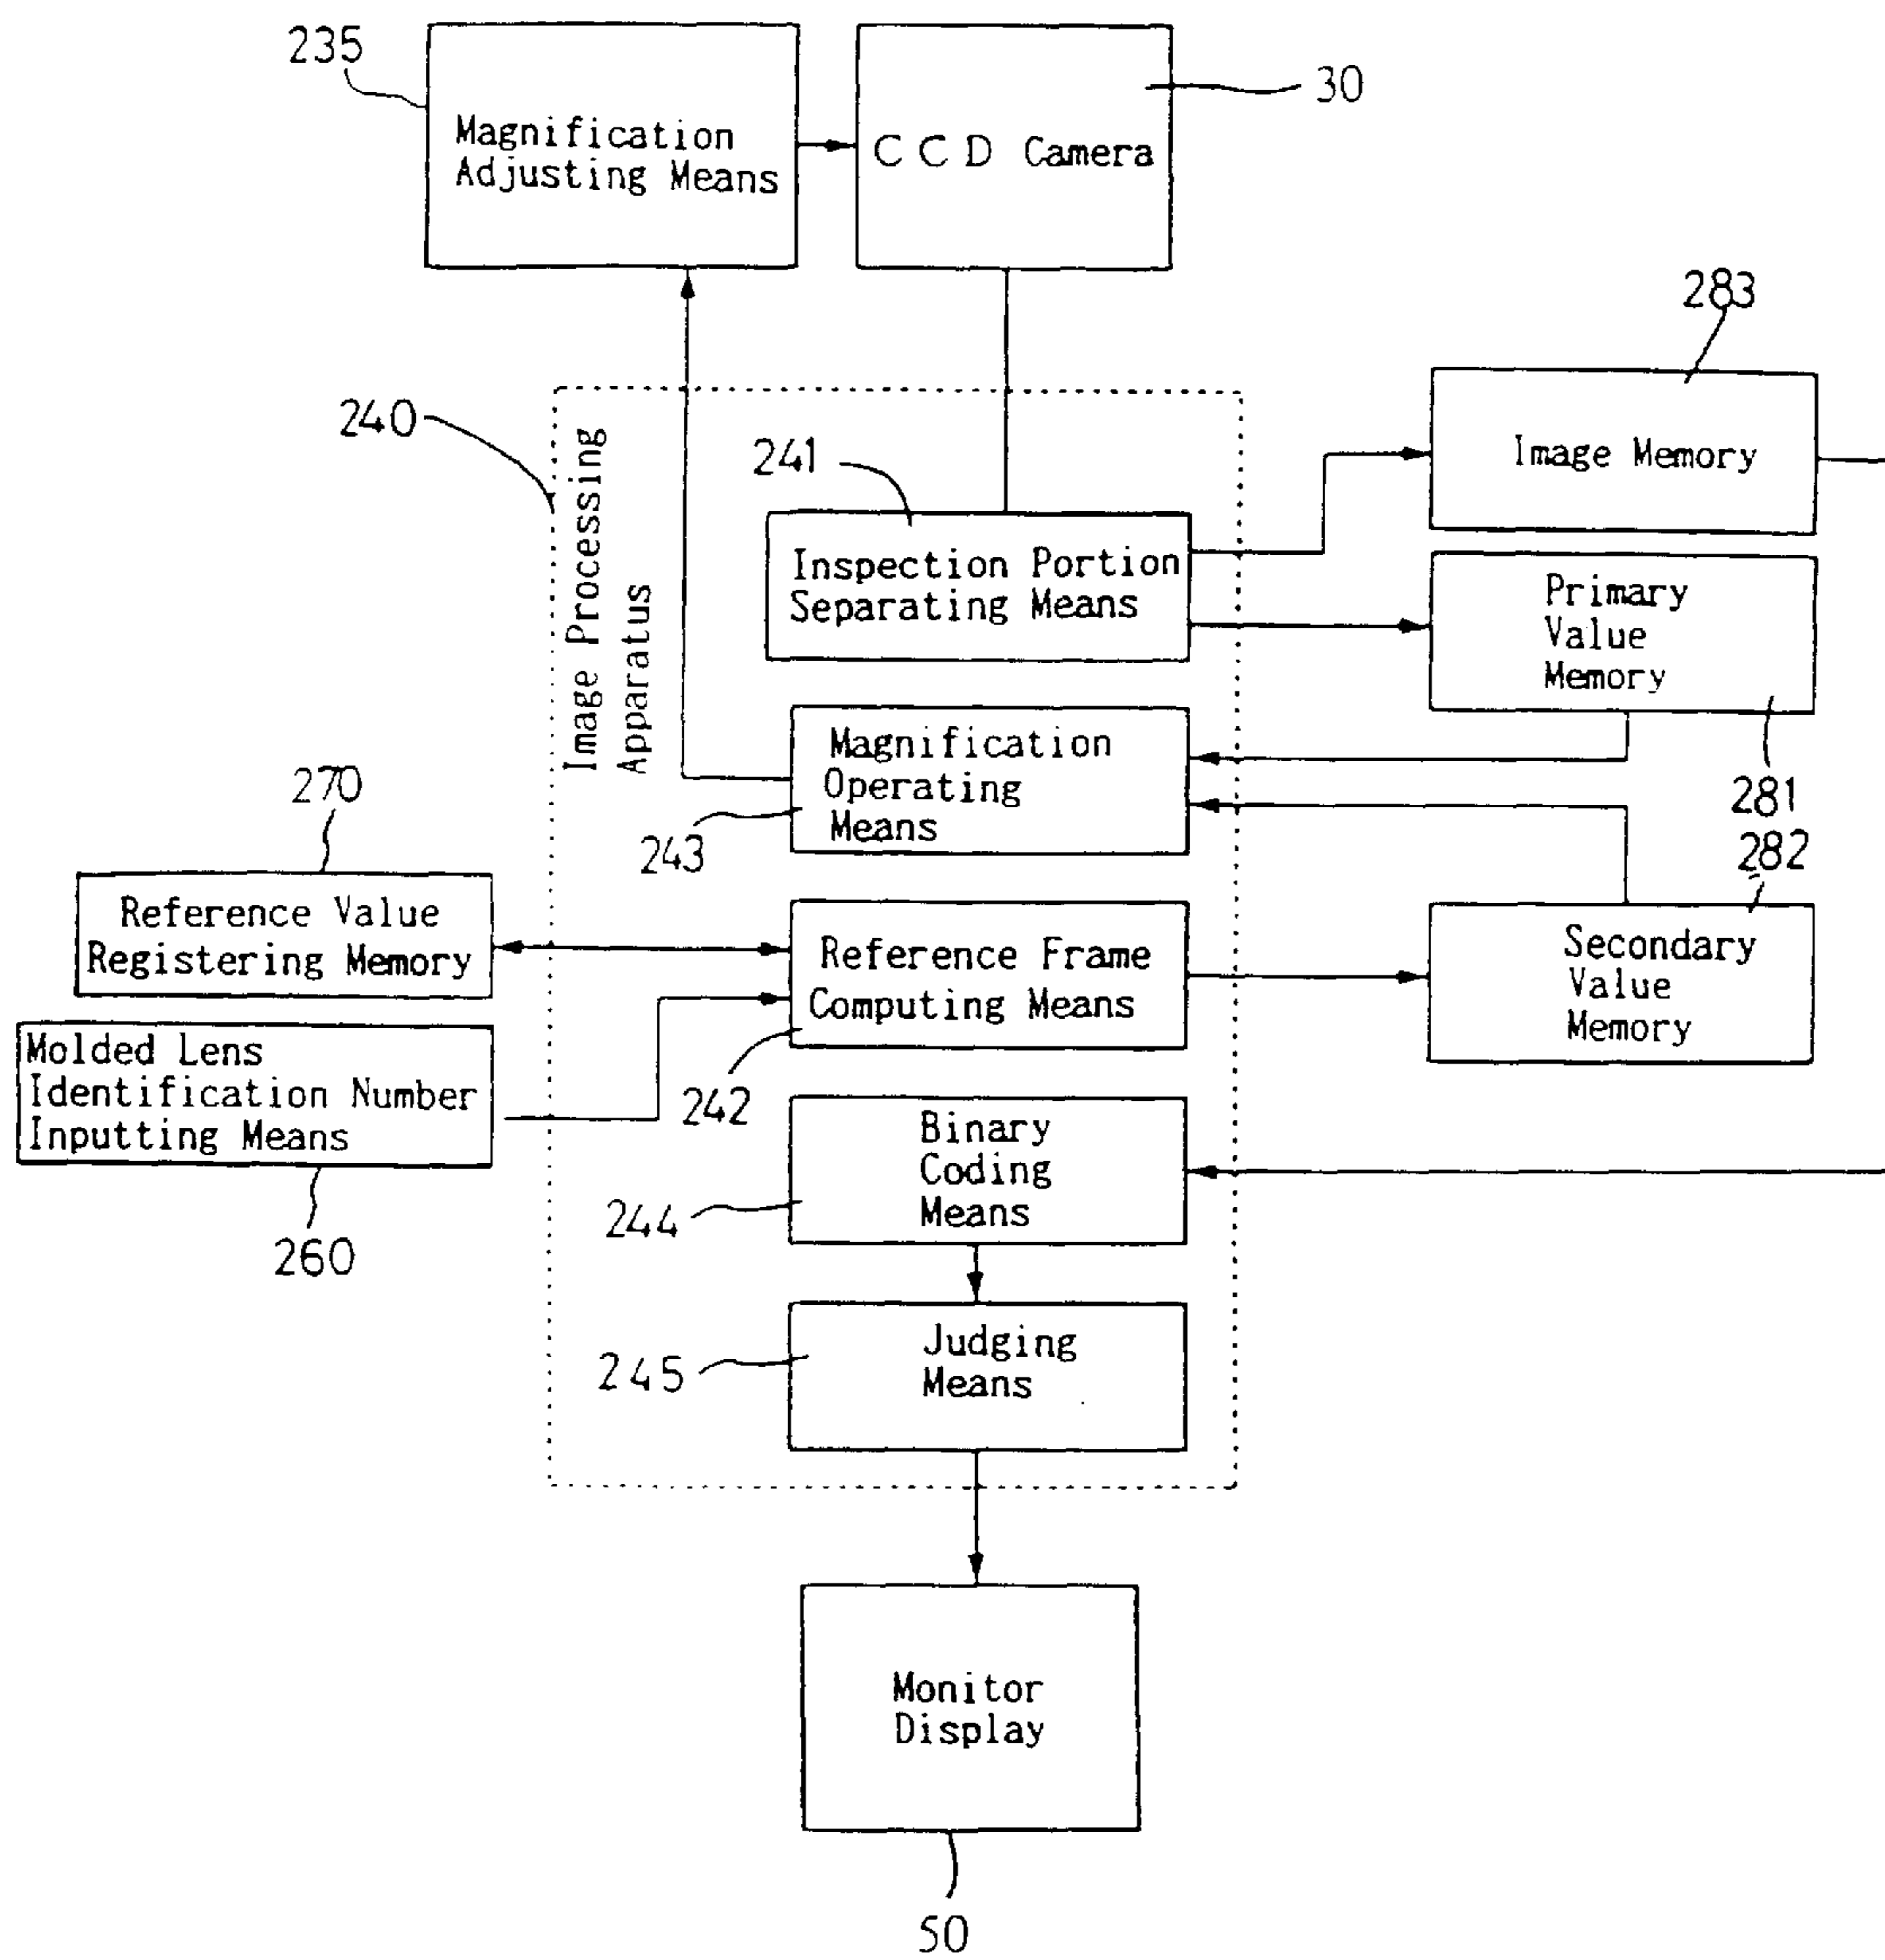 235
Magnification
Adjusting Means
30
CCD Camera
283
Image Memory
240
Image Processing
Apparatus
241
Inspection Portion
Separating Means
Primary
Value
Memory
281
Magnification
Operating
Means
243
282
270
Reference Value
Registering Memory
Reference Frame
Computing Means
242
Secondary
Value
Memory
Molded Lens
Identification Number
Inputting Means
260
Binary
Coding
Means
244
Judging
Means
245
Monitor
Display
50